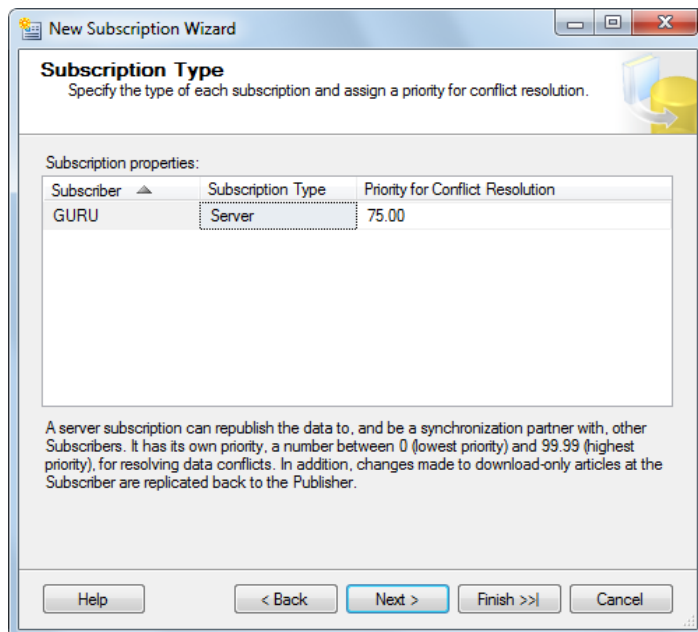 New Subscription Wizard
Subscription Type
Specify the type of each subscription and assign a priority for conflict resolution.
Subscription properties:
Subscriber Subscription Type Priority for Conflict Resolution
GURU Server 75.00
A server subscription can republish the data to, and be a synchronization partner with, other
Subscribers. It has its own priority, a number between 0 (lowest priority) and 99.99 (highest
priority), for resolving data conflicts. In addition, changes made to download-only articles at the
Subscriber are replicated back to the Publisher.
Help < Back Next > Finish >>| Cancel